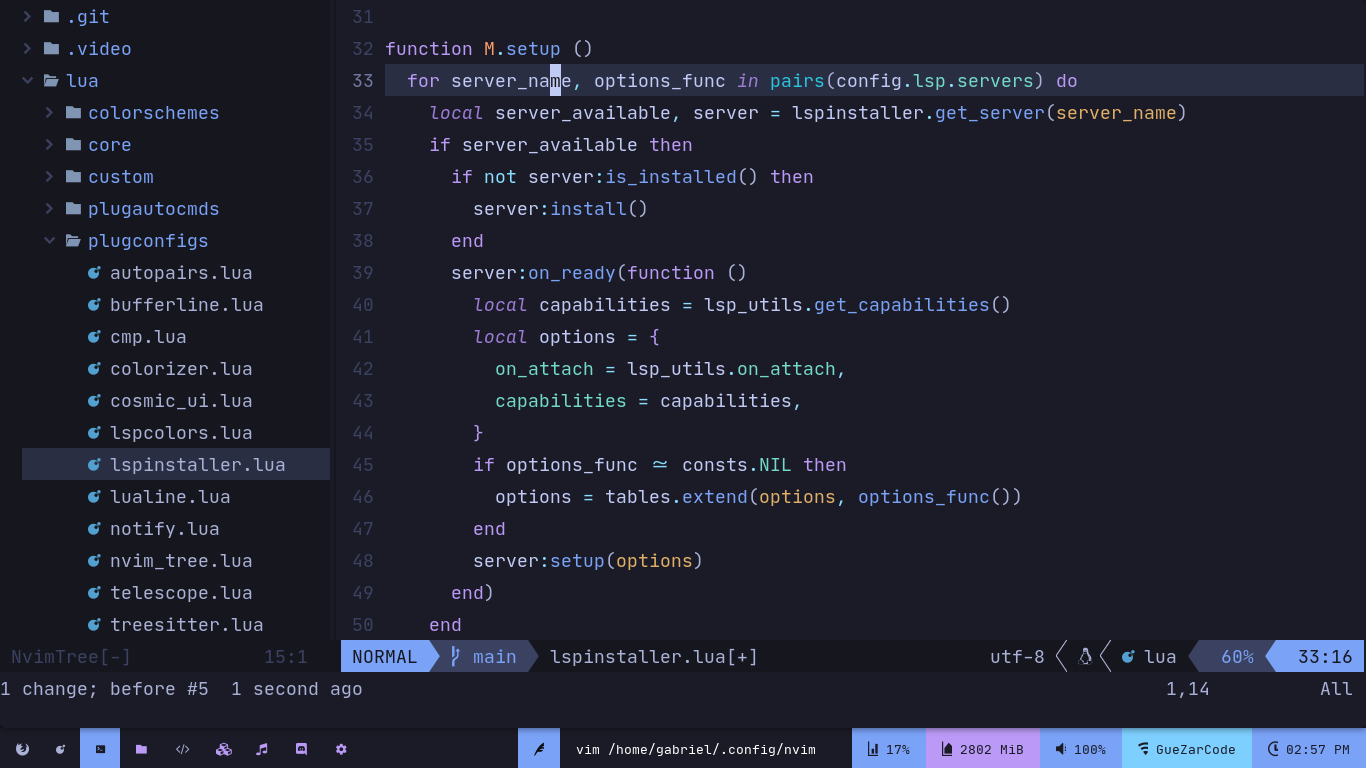 .git
.video
lua
colorschemes
core
custom
plugautocmds
plugconfigs
autopairs.lua
bufferline.lua
cmp.lua
colorizer.lua
cosmic_ui.lua
lspcolors.lua
lspinstaller.lua
lualine.lua
notify.lua
nvim_tree.lua
telescope.lua
treesitter.lua
31
32 function M.setup ()
33   for server_name, options_func in pairs(config.lsp.servers) do
34     local server_available, server = lspinstaller.get_server(server_name)
35     if server_available then
36       if not server:is_installed() then
37         server:install()
38       end
39       server:on_ready(function ()
40         local capabilities = lsp_utils.get_capabilities()
41         local options = {
42           on_attach = lsp_utils.on_attach,
43           capabilities = capabilities,
44         }
45         if options_func ≃ consts.NIL then
46           options = tables.extend(options, options_func())
47         end
48         server:setup(options)
49       end)
50     end
NvimTree[-] 15:1
NORMAL main lspinstaller.lua[+] utf-8 lua 60% 33:16
1 change; before #5  1 second ago 1,14 All
vim /home/gabriel/.config/nvim 17% 2802 MiB 100% GueZarCode 02:57 PM